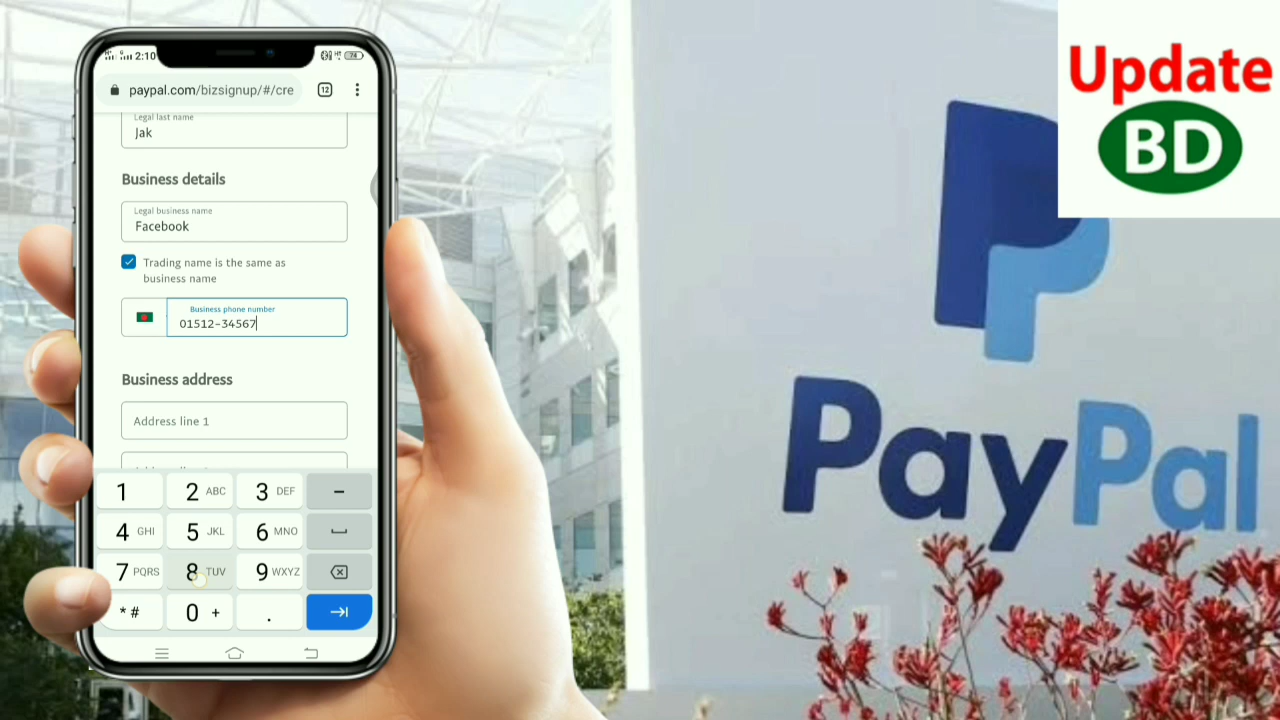 2:10
74
paypal.com/bizsignup/#/cre
12
Legal last name
Jak
Business details
Legal business name
Facebook
Trading name is the same as
business name
Business phone number
01512-34567
Business address
Address line 1
1
2 ABC
3 DEF
-
4 GHI
5 JKL
6 MNO
7 PQRS
8 TUV
9 WXYZ
* #
0 +
.
PayPal
Update
BD